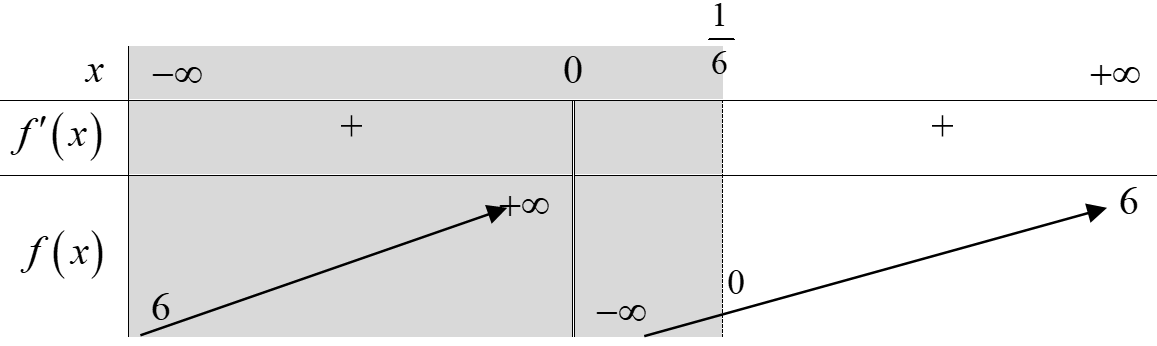 x −∞ 0 1/6 +∞
f′(x) + +
f(x) 6 +∞ −∞ 0 6